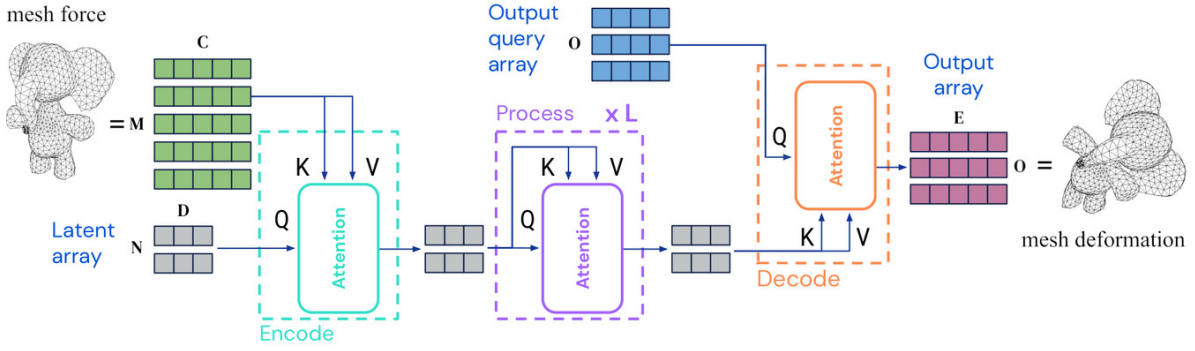 mesh force
C
= M
Latent
array
D
N
Q
K V
Attention
Encode
Process x L
Q
K V
Attention
Output
query
array
O
Q
Attention
K V
Decode
Output
array
E
O =
mesh deformation